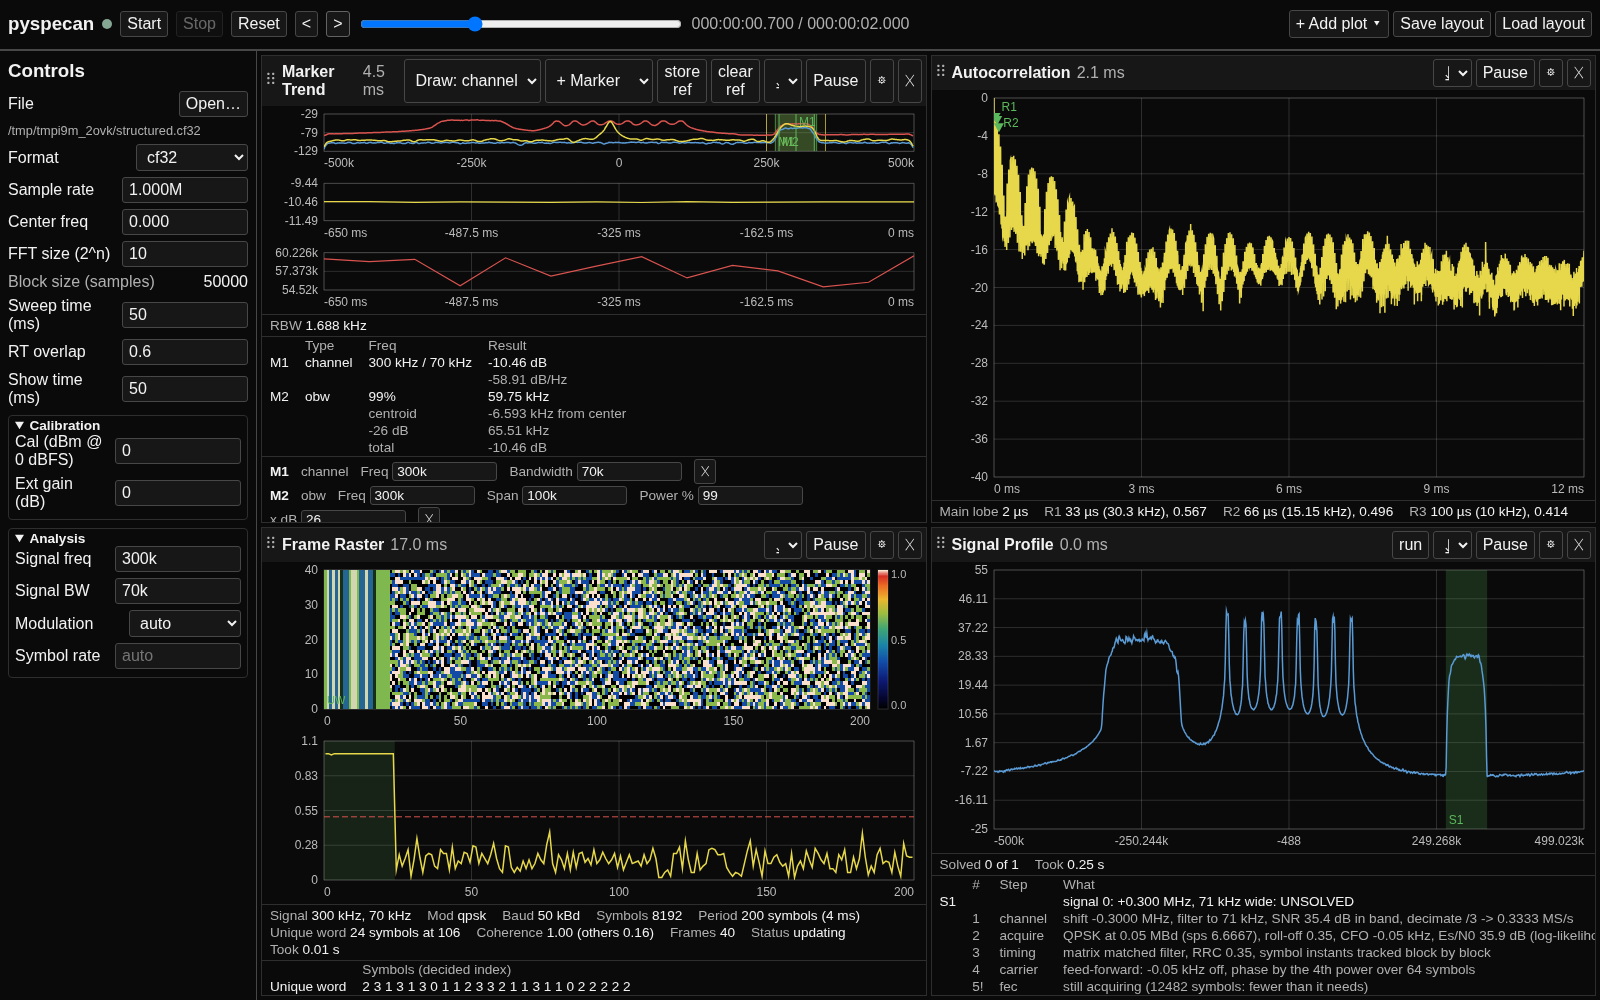 pyspecan Start Stop Reset < > 000:00:00.700 / 000:00:02.000 + Add plot Save layout Load layout
Controls
File Open…
/tmp/tmpi9m_2ovk/structured.cf32
Format cf32
Sample rate 1.000M
Center freq 0.000
FFT size (2^n) 10
Block size (samples) 50000
Sweep time (ms) 50
RT overlap 0.6
Show time (ms) 50
Calibration
Cal (dBm @ 0 dBFS) 0
Ext gain (dB) 0
Analysis
Signal freq 300k
Signal BW 70k
Modulation auto
Symbol rate auto
Marker Trend 4.5 ms Draw: channel + Marker store ref clear ref Pause
-29
-79
-129
M1
M2
-500k -250k 0 250k 500k
-9.44
-10.46
-11.49
-650 ms -487.5 ms -325 ms -162.5 ms 0 ms
60.226k
57.373k
54.52k
-650 ms -487.5 ms -325 ms -162.5 ms 0 ms
RBW 1.688 kHz
Type Freq Result
M1 channel 300 kHz / 70 kHz -10.46 dB
-58.91 dB/Hz
M2 obw 99% 59.75 kHz
centroid -6.593 kHz from center
-26 dB 65.51 kHz
total -10.46 dB
M1 channel Freq 300k Bandwidth 70k X
M2 obw Freq 300k Span 100k Power % 99
x dB 26 X
Autocorrelation 2.1 ms Pause X
R1
R2
0
-4
-8
-12
-16
-20
-24
-28
-32
-36
-40
0 ms 3 ms 6 ms 9 ms 12 ms
Main lobe 2 µs R1 33 µs (30.3 kHz), 0.567 R2 66 µs (15.15 kHz), 0.496 R3 100 µs (10 kHz), 0.414
Frame Raster 17.0 ms Pause X
40
30
20
10
0
UW
1.0
0.5
0.0
0 50 100 150 200
1.1
0.83
0.55
0.28
0
0 50 100 150 200
Signal 300 kHz, 70 kHz Mod qpsk Baud 50 kBd Symbols 8192 Period 200 symbols (4 ms)
Unique word 24 symbols at 106 Coherence 1.00 (others 0.16) Frames 40 Status updating
Took 0.01 s
Symbols (decided index)
Unique word 2 3 1 3 1 3 0 1 1 2 3 3 2 1 1 3 1 1 0 2 2 2 2 2
Signal Profile 0.0 ms run Pause X
55
46.11
37.22
28.33
19.44
10.56
1.67
-7.22
-16.11
-25
S1
-500k -250.244k -488 249.268k 499.023k
Solved 0 of 1 Took 0.25 s
# Step What
S1 signal 0: +0.300 MHz, 71 kHz wide: UNSOLVED
1 channel shift -0.3000 MHz, filter to 71 kHz, SNR 35.4 dB in band, decimate /3 -> 0.3333 MS/s
2 acquire QPSK at 0.05 MBd (sps 6.6667), roll-off 0.35, CFO -0.05 kHz, Es/N0 35.9 dB (log-likeliho
3 timing matrix matched filter, RRC 0.35, symbol instants tracked block by block
4 carrier feed-forward: -0.05 kHz off, phase by the 4th power over 64 symbols
5! fec still acquiring (12482 symbols: fewer than it needs)